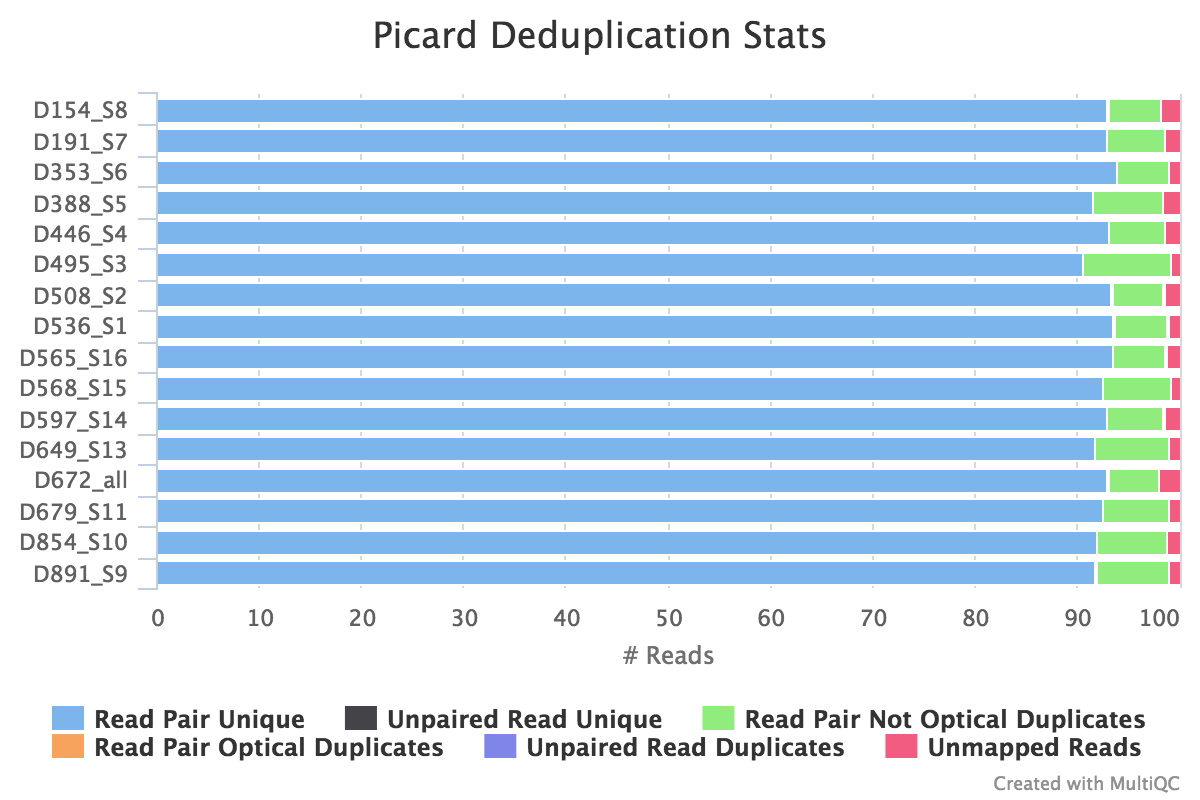 Picard Deduplication Stats
D154_S8
D191_S7
D353_S6
D388_S5
D446_S4
D495_S3
D508_S2
D536_S1
D565_S16
D568_S15
D597_S14
D649_S13
D672_all
D679_S11
D854_S10
D891_S9
0 10 20 30 40 50 60 70 80 90 100
# Reads
Read Pair Unique Unpaired Read Unique Read Pair Not Optical Duplicates
Read Pair Optical Duplicates Unpaired Read Duplicates Unmapped Reads
Created with MultiQC